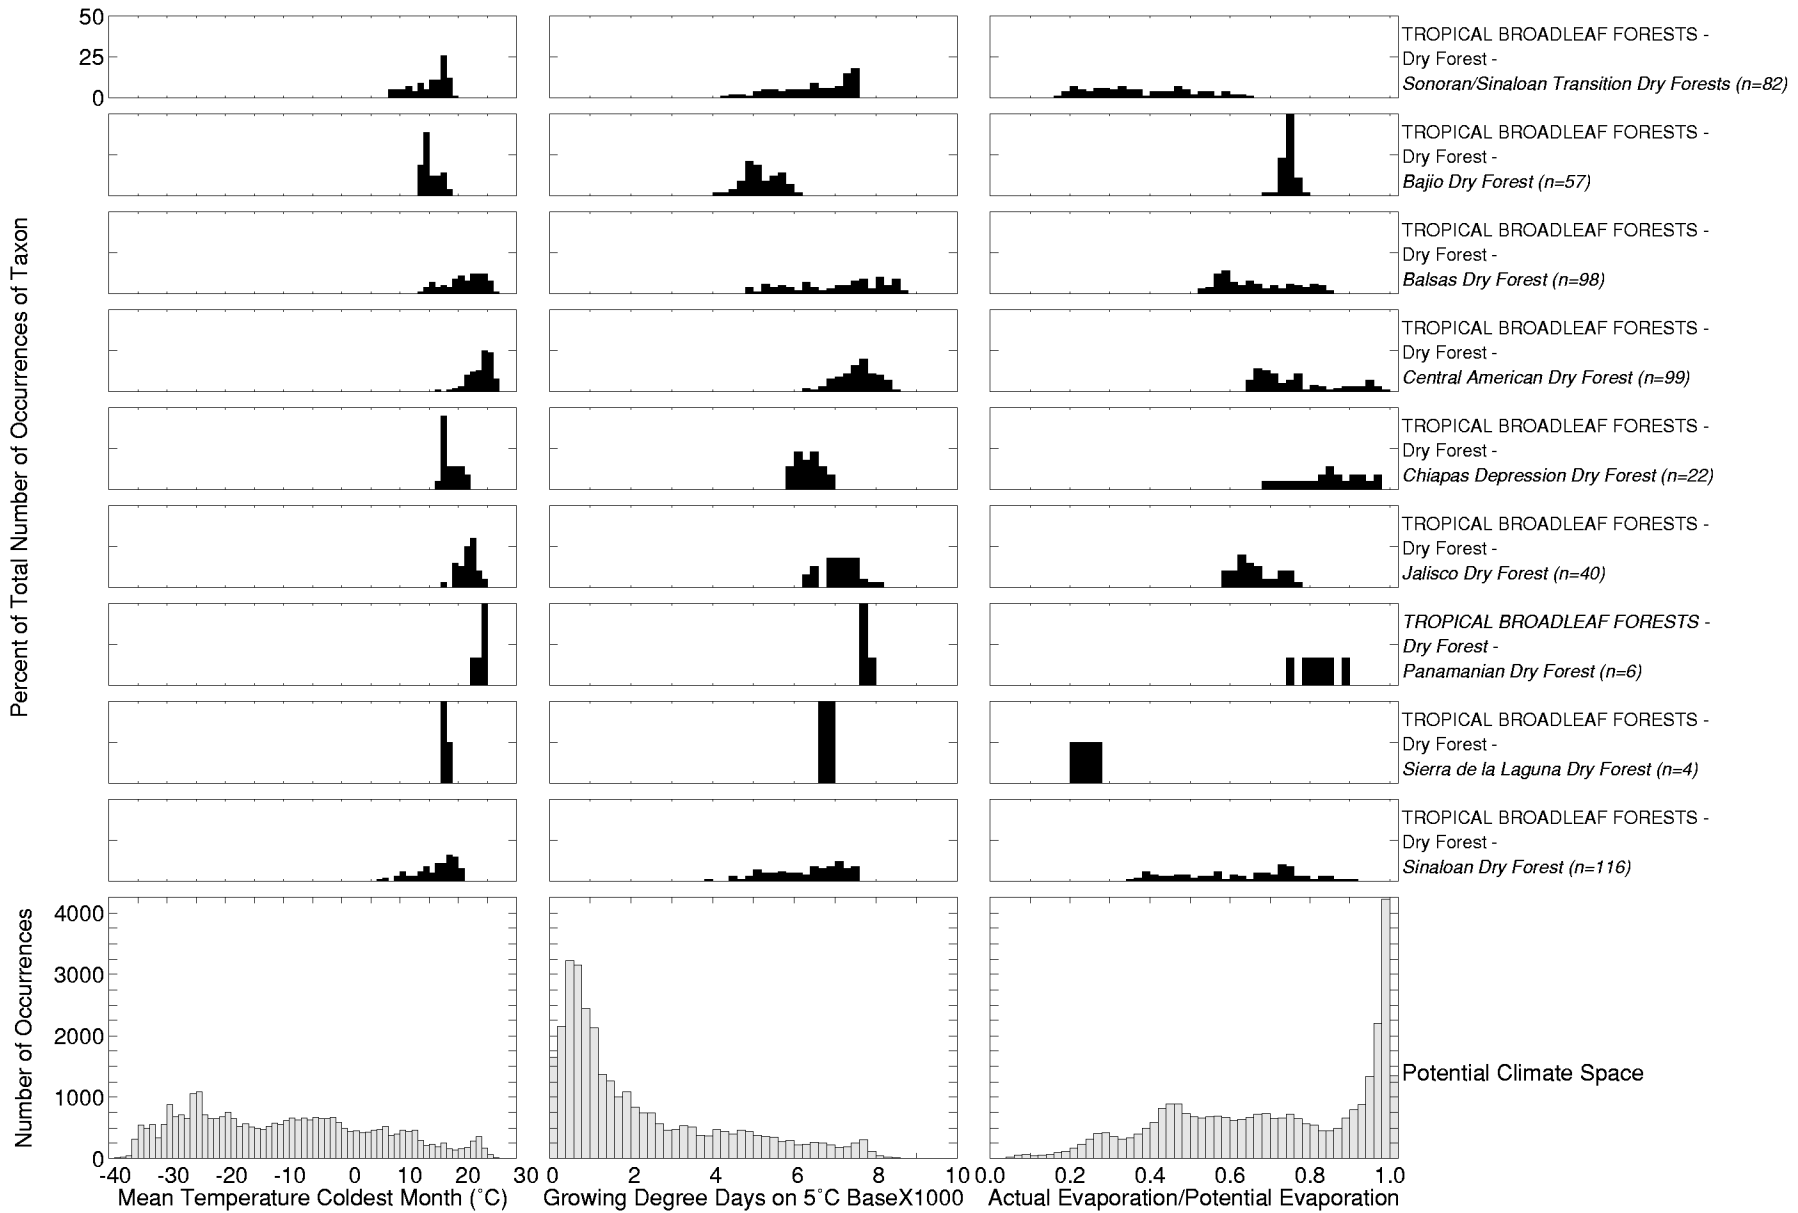 50
25
0
TROPICAL BROADLEAF FORESTS -
Dry Forest -
Sonoran/Sinaloan Transition Dry Forests (n=82)
TROPICAL BROADLEAF FORESTS -
Dry Forest -
Bajio Dry Forest (n=57)
TROPICAL BROADLEAF FORESTS -
Dry Forest -
Balsas Dry Forest (n=98)
TROPICAL BROADLEAF FORESTS -
Dry Forest -
Central American Dry Forest (n=99)
TROPICAL BROADLEAF FORESTS -
Dry Forest -
Chiapas Depression Dry Forest (n=22)
TROPICAL BROADLEAF FORESTS -
Dry Forest -
Jalisco Dry Forest (n=40)
TROPICAL BROADLEAF FORESTS -
Dry Forest -
Panamanian Dry Forest (n=6)
TROPICAL BROADLEAF FORESTS -
Dry Forest -
Sierra de la Laguna Dry Forest (n=4)
TROPICAL BROADLEAF FORESTS -
Dry Forest -
Sinaloan Dry Forest (n=116)
Percent of Total Number of Occurrences of Taxon
Number of Occurrences
4000
3000
2000
1000
0
Potential Climate Space
-40 -30 -20 -10 0 10 20 30
0 2 4 6 8 10
0.0 0.2 0.4 0.6 0.8 1.0
Mean Temperature Coldest Month (˚C)
Growing Degree Days on 5˚C BaseX1000
Actual Evaporation/Potential Evaporation